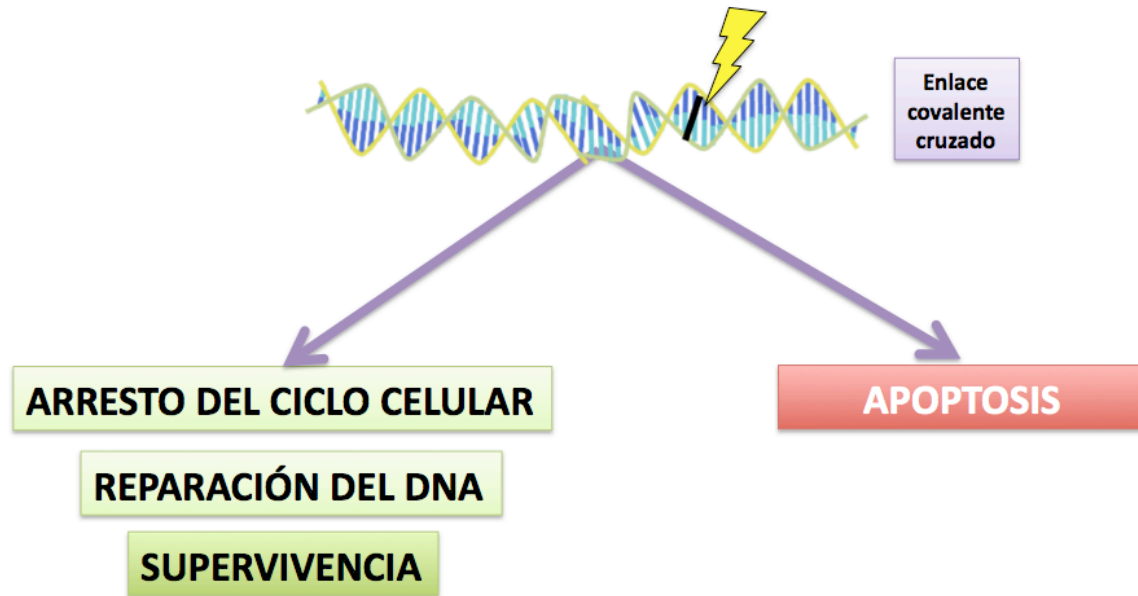 Enlace
covalente
cruzado
ARRESTO DEL CICLO CELULAR
APOPTOSIS
REPARACIÓN DEL DNA
SUPERVIVENCIA